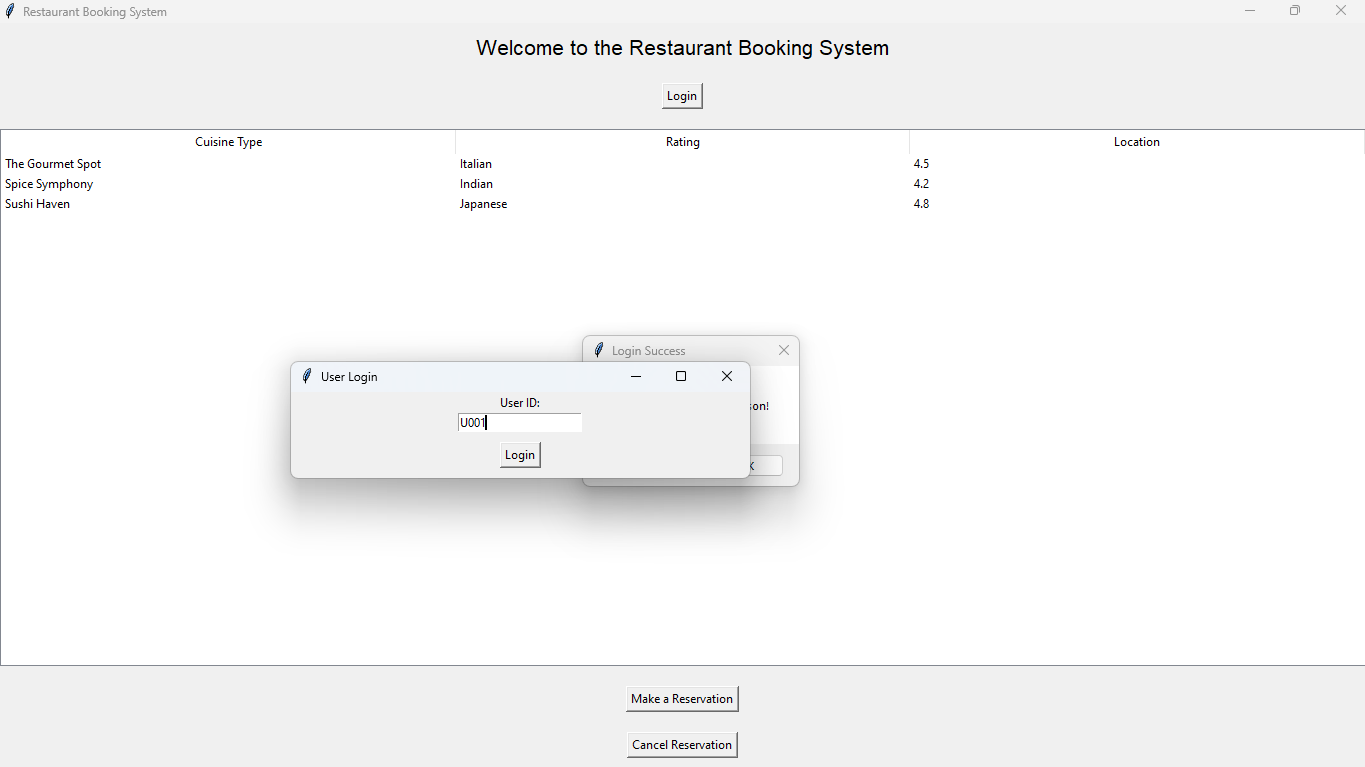 Restaurant Booking System
Welcome to the Restaurant Booking System
Login
Cuisine Type Rating Location
The Gourmet Spot Italian 4.5
Spice Symphony Indian 4.2
Sushi Haven Japanese 4.8
Login Success
User Login
User ID:
U001
Login
Make a Reservation
Cancel Reservation